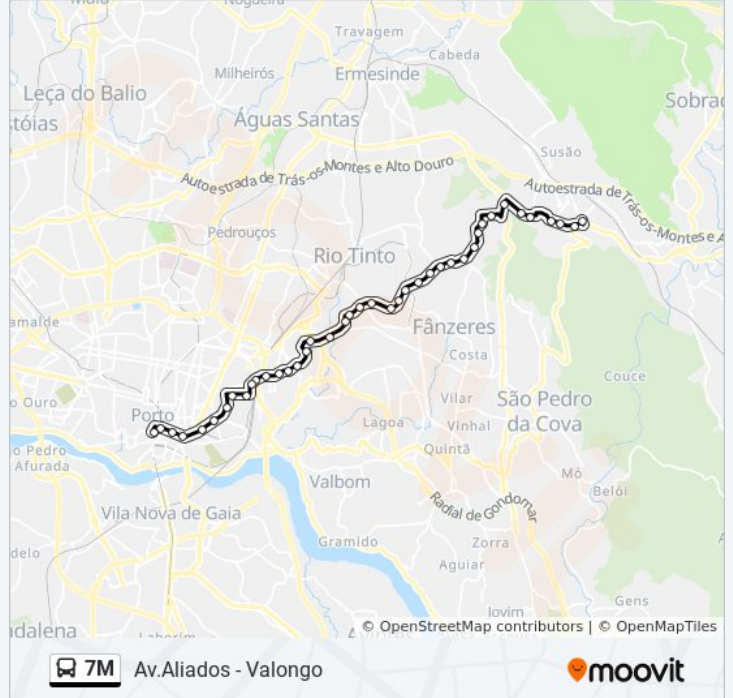 Maia
Nogueira
Travagem
Cabeda
Milheirós
Ermesinde
Leça do Balio
Sobrad
stóias
Águas Santas
Susão
Autoestrada de Trás-os-Montes e Alto Douro
Autoestrada de Trás-os-Montes e A
Pedrouços
Rio Tinto
amalde
Fânzeres
Costa
Couce
Vilar
São Pedro
da Cova
o Ouro
Porto
Lagoa
Vinhal
Quintã
o Pedro
Afurada
Mó
Valbom
Belói
Radial de Gondomar
Vila Nova de Gaia
Gramido
Zorra
delo
Aguiar
Gens
Jovim
dalena
© OpenStreetMap contributors | © OpenMapTiles
7M Av.Aliados - Valongo
moovit